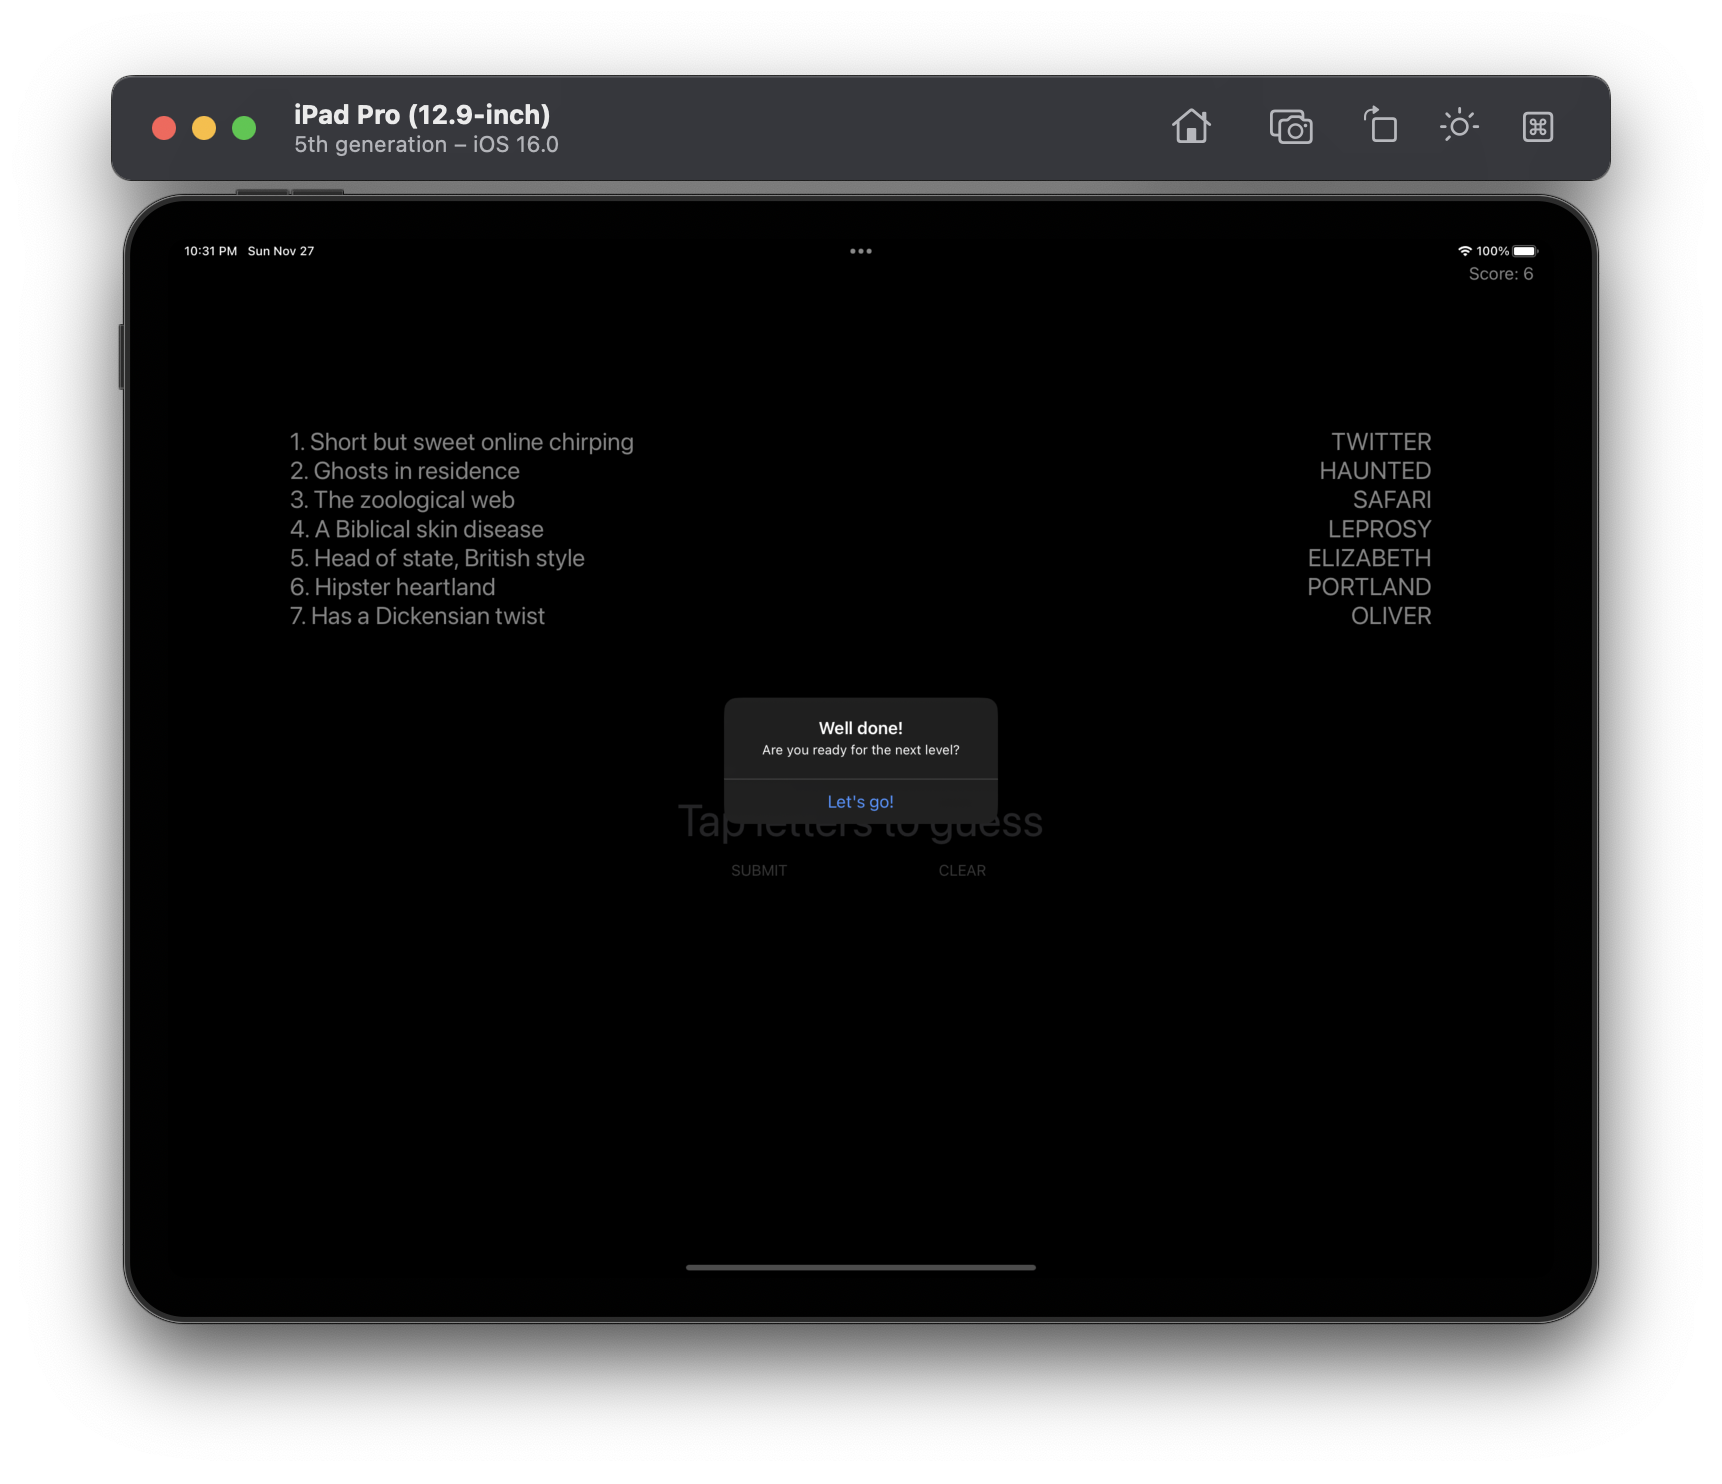 iPad Pro (12.9-inch)
5th generation – iOS 16.0
10:31 PM Sun Nov 27
100%
Score: 6
1. Short but sweet online chirping
TWITTER
2. Ghosts in residence
HAUNTED
3. The zoological web
SAFARI
4. A Biblical skin disease
LEPROSY
5. Head of state, British style
ELIZABETH
6. Hipster heartland
PORTLAND
7. Has a Dickensian twist
OLIVER
Well done!
Are you ready for the next level?
Let's go!
Tap letters to guess
SUBMIT
CLEAR